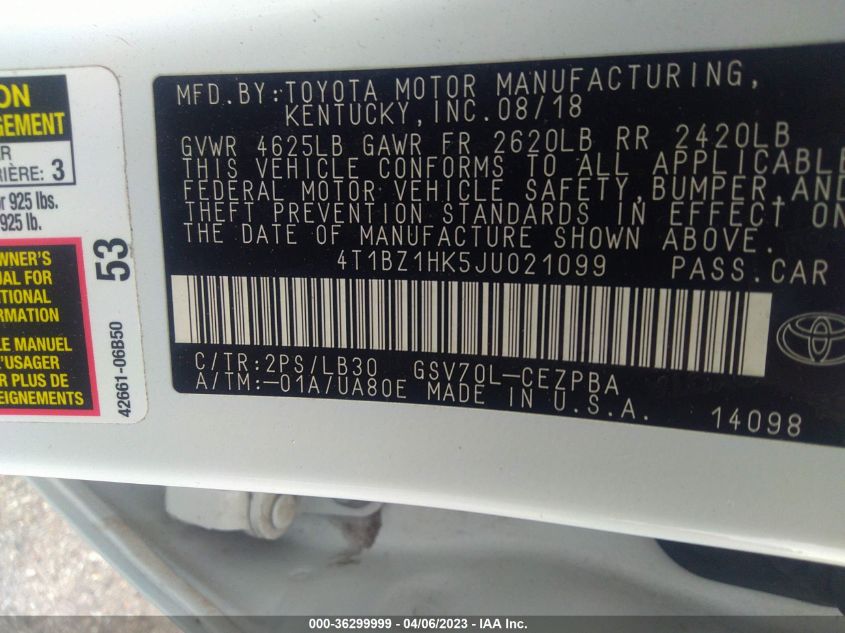 ON
GEMENT
R
RIÈRE: 3
925 lbs.
925 lb.
OWNER'S
NUAL FOR
TIONAL
ORMATION
LE MANUEL
L'USAGER
R PLUS DE
SEIGNEMENTS
53
42661-06B50
MFD.BY:TOYOTA MOTOR MANUFACTURING,
KENTUCKY,INC.08/18
GVWR 4625LB GAWR FR 2620LB RR 2420LB
THIS VEHICLE CONFORMS TO ALL APPLICABLE
FEDERAL MOTOR VEHICLE SAFETY,BUMPER,AND
THEFT PREVENTION STANDARDS IN EFFECT ON
THE DATE OF MANUFACTURE SHOWN ABOVE.
4T1BZ1HK5JU021099 PASS.CAR
C/TR:2PS/LB30 GSV70L-CEZPBA
A/TM:-01A/UA80E MADE IN U.S.A. 14098
000-36299999 - 04/06/2023 - IAA Inc.